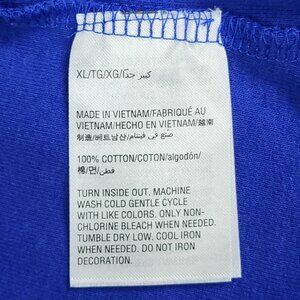 XL/TG/XG/كبير جدًا
MADE IN VIETNAM/FABRIQUÉ AU
VIETNAM/HECHO EN VIETNAM/越南
制造/베트남산/صنع في فيتنام
100% COTTON/COTON/algodón/
棉/면/قطن
TURN INSIDE OUT. MACHINE
WASH COLD GENTLE CYCLE
WITH LIKE COLORS. ONLY NON-
CHLORINE BLEACH WHEN NEEDED.
TUMBLE DRY LOW. COOL IRON
WHEN NEEDED. DO NOT IRON
DECORATION.